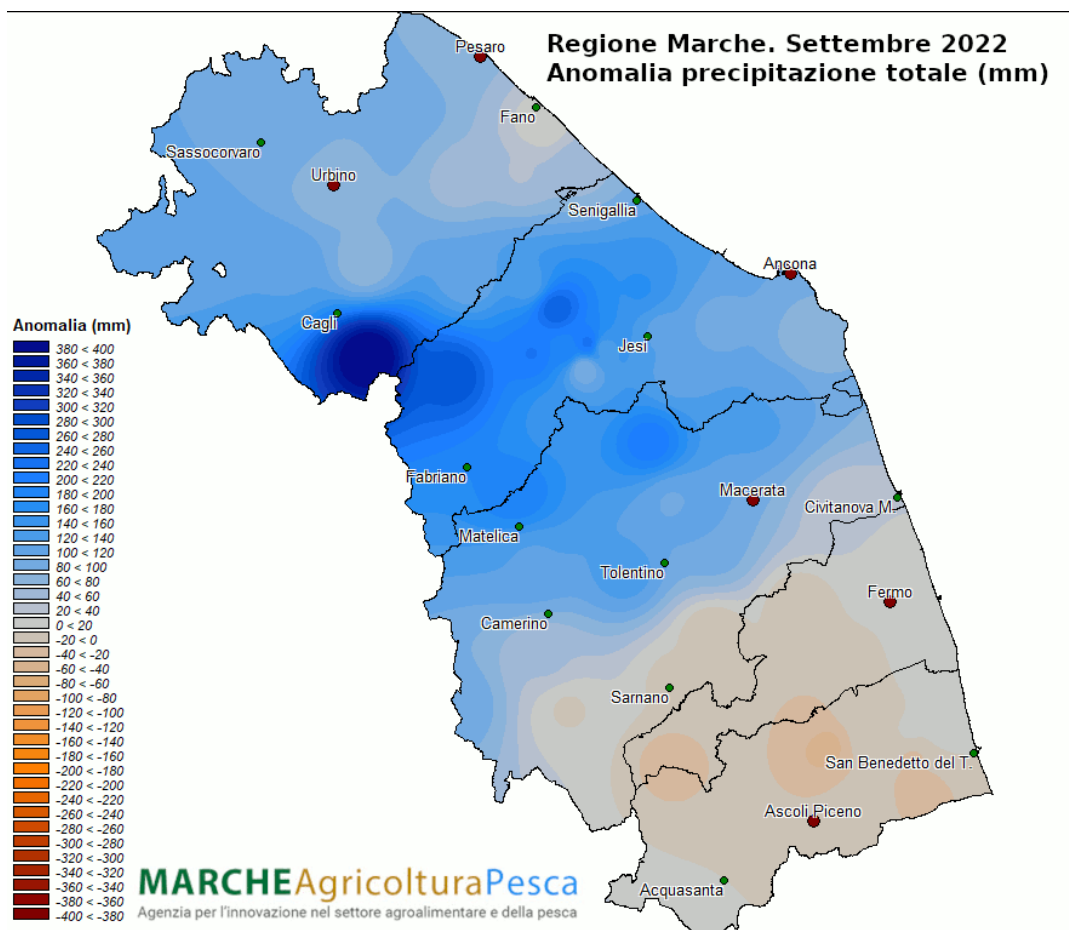 Regione Marche. Settembre 2022
Anomalia precipitazione totale (mm)
Pesaro
Fano
Sassocorvaro
Urbino
Senigallia
Ancona
Cagli
Jesi
Fabriano
Macerata
Civitanova M.
Matelica
Tolentino
Fermo
Camerino
Sarnano
San Benedetto del T.
Ascoli Piceno
Acquasanta
Anomalia (mm)
380 < 400
360 < 380
340 < 360
320 < 340
300 < 320
280 < 300
260 < 280
240 < 260
220 < 240
200 < 220
180 < 200
160 < 180
140 < 160
120 < 140
100 < 120
80 < 100
60 < 80
40 < 60
20 < 40
0 < 20
-20 < 0
-40 < -20
-60 < -40
-80 < -60
-100 < -80
-120 < -100
-140 < -120
-160 < -140
-180 < -160
-200 < -180
-220 < -200
-240 < -220
-260 < -240
-280 < -260
-300 < -280
-320 < -300
-340 < -320
-360 < -340
-380 < -360
-400 < -380
MARCHEAgricolturaPesca
Agenzia per l'innovazione nel settore agroalimentare e della pesca